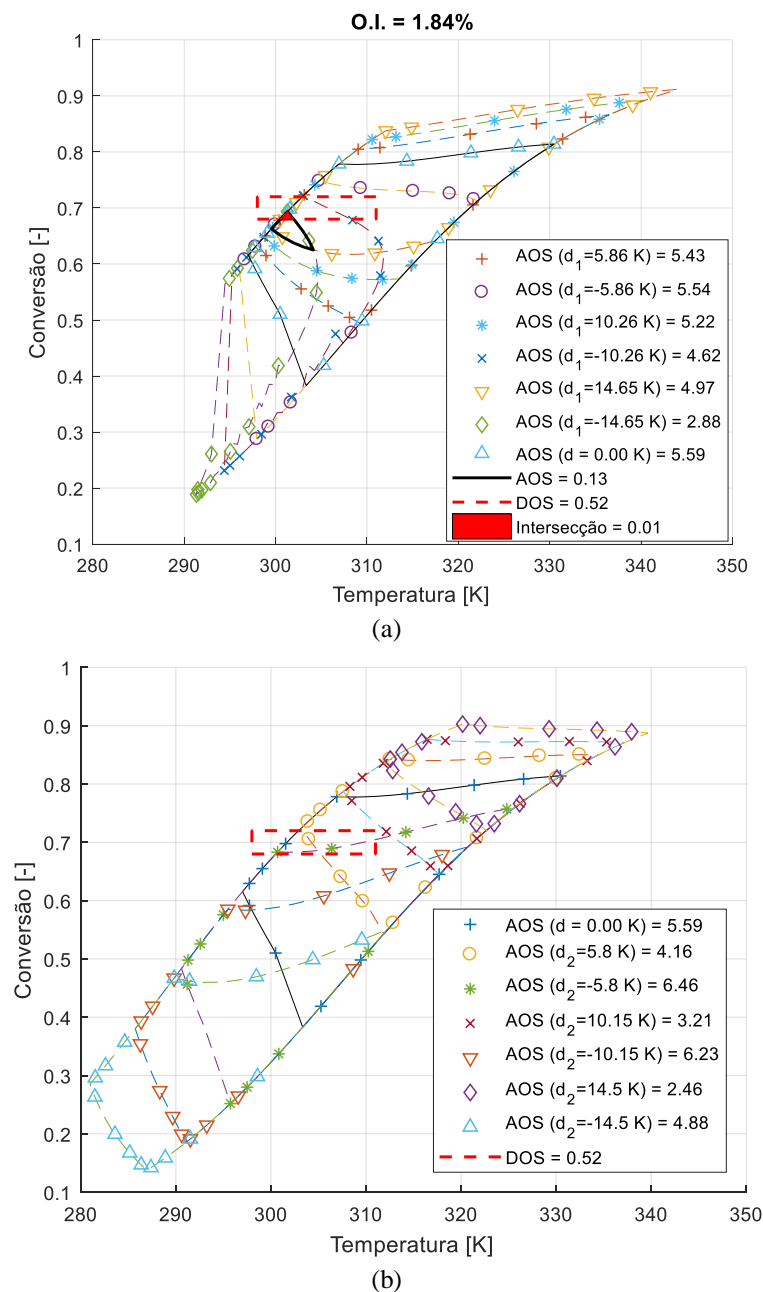 O.I. = 1.84%
1
0.9
0.8
0.7
0.6
0.5
0.4
0.3
0.2
0.1
Conversão [-]
280 290 300 310 320 330 340 350
Temperatura [K]
AOS (d1=5.86 K) = 5.43
AOS (d1=-5.86 K) = 5.54
AOS (d1=10.26 K) = 5.22
AOS (d1=-10.26 K) = 4.62
AOS (d1=14.65 K) = 4.97
AOS (d1=-14.65 K) = 2.88
AOS (d = 0.00 K) = 5.59
AOS = 0.13
DOS = 0.52
Intersecção = 0.01
(a)
1
0.9
0.8
0.7
0.6
0.5
0.4
0.3
0.2
0.1
Conversão [-]
280 290 300 310 320 330 340 350
Temperatura [K]
AOS (d = 0.00 K) = 5.59
AOS (d2=5.8 K) = 4.16
AOS (d2=-5.8 K) = 6.46
AOS (d2=10.15 K) = 3.21
AOS (d2=-10.15 K) = 6.23
AOS (d2=14.5 K) = 2.46
AOS (d2=-14.5 K) = 4.88
DOS = 0.52
(b)